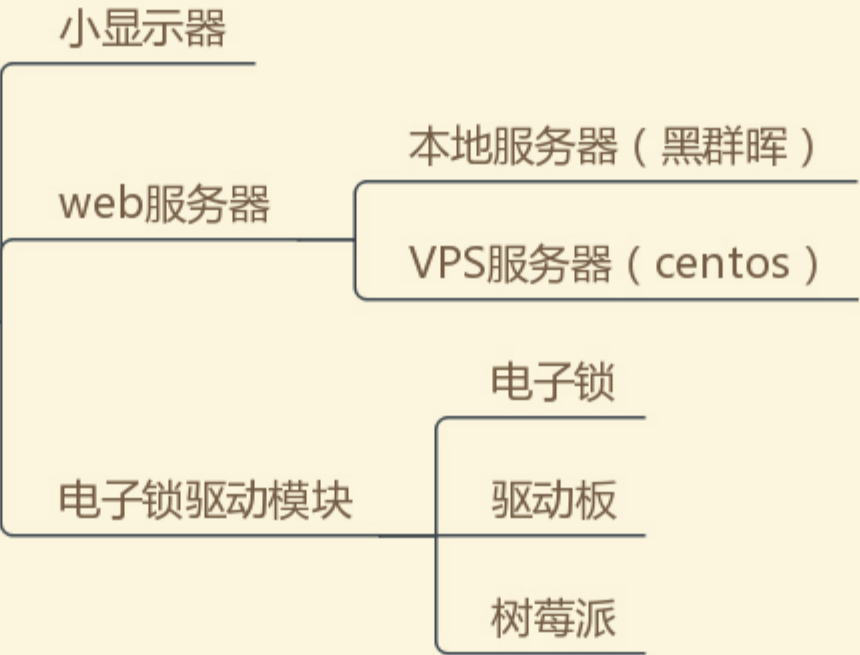 小显示器
本地服务器（黑群晖）
web服务器
VPS服务器（centos）
电子锁
电子锁驱动模块
驱动板
树莓派